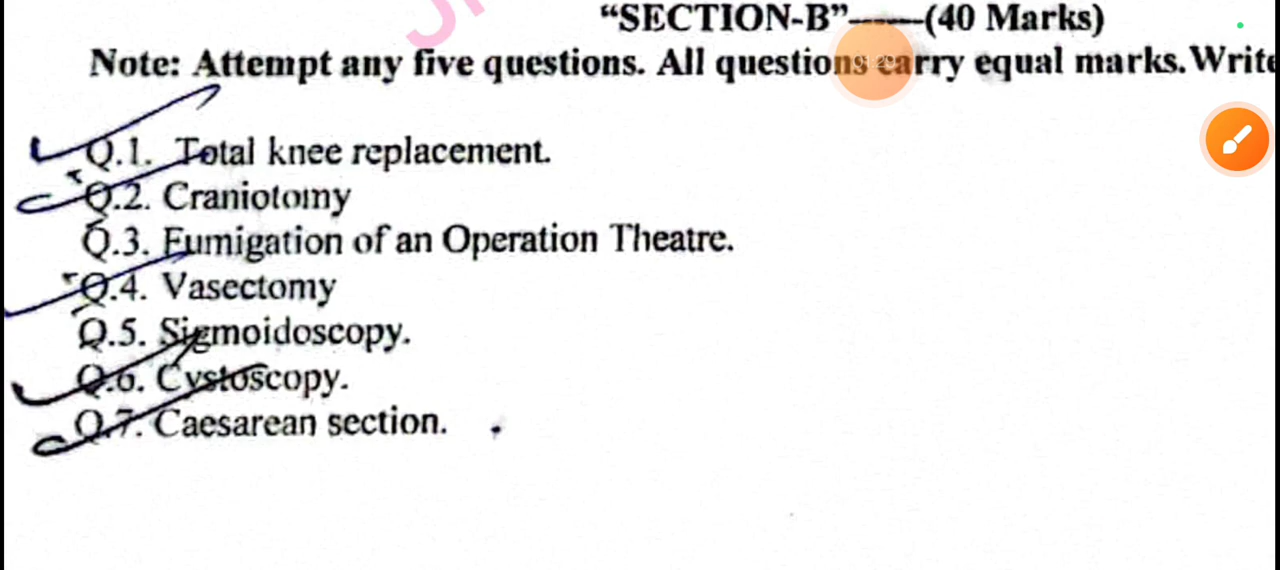 “SECTION-B”——(40 Marks)
Note: Attempt any five questions. All questions carry equal marks. Write
Q.1. Total knee replacement.
Q.2. Craniotomy
Q.3. Fumigation of an Operation Theatre.
Q.4. Vasectomy
Q.5. Sigmoidoscopy.
Q.6. Cystoscopy.
Q.7. Caesarean section.